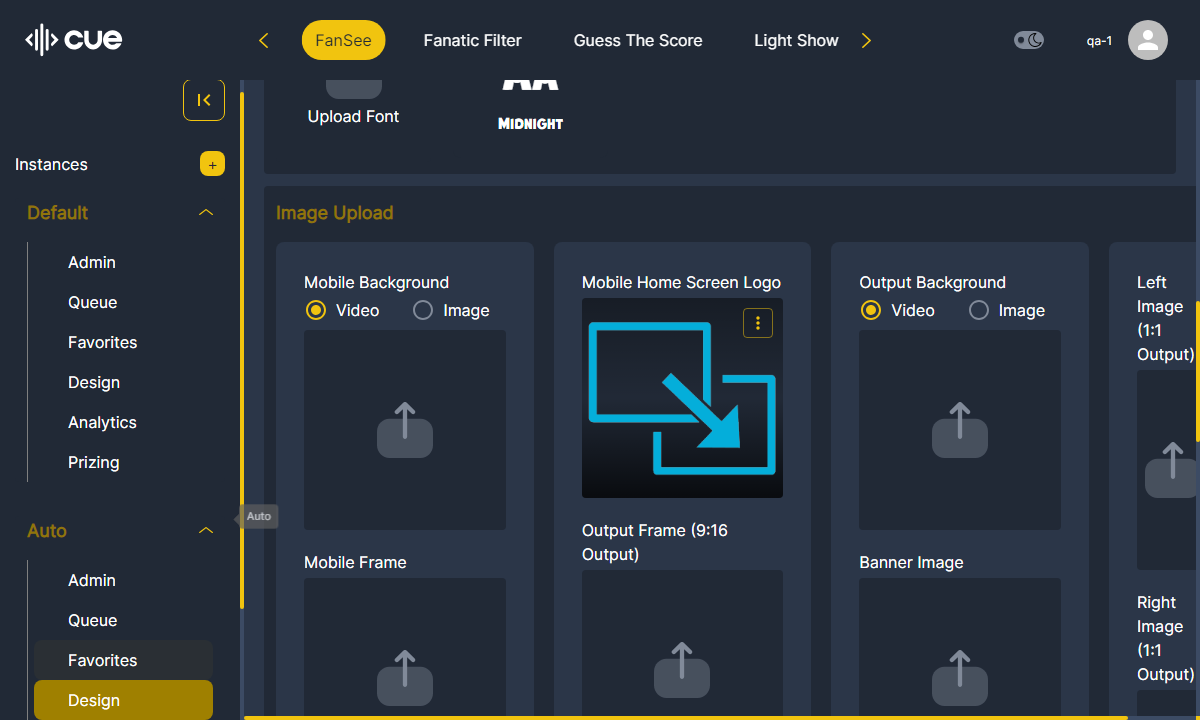 CUE
FanSee
Fanatic Filter
Guess The Score
Light Show
qa-1
Instances
+
Default
Admin
Queue
Favorites
Design
Analytics
Prizing
Auto
Auto
Admin
Queue
Favorites
Design
Upload Font
MIDNIGHT
Image Upload
Mobile Background
Video
Image
Mobile Frame
Mobile Home Screen Logo
Output Frame (9:16
Output)
Output Background
Video
Image
Banner Image
Left
Image
(1:1
Output)
Right
Image
(1:1
Output)